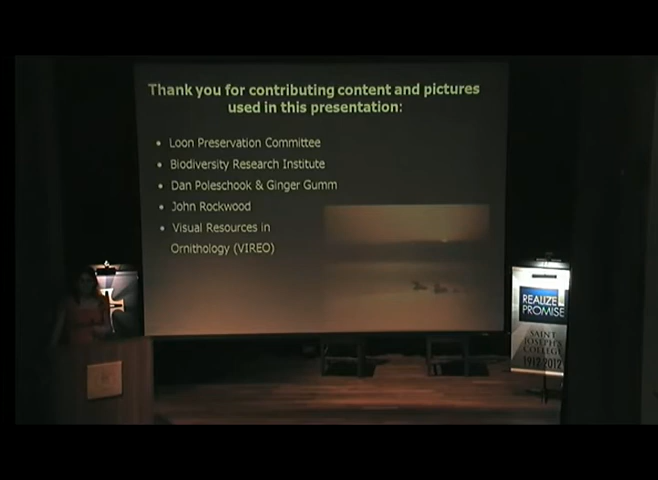 Thank you for contributing content and pictures
used in this presentation:
• Loon Preservation Committee
• Biodiversity Research Institute
• Dan Poleschook & Ginger Gumm
• John Rockwood
• Visual Resources in
Ornithology (VIREO)
REALIZE
PROMISE
SAINT
JOSEPH'S
COLLEGE
1912-2012